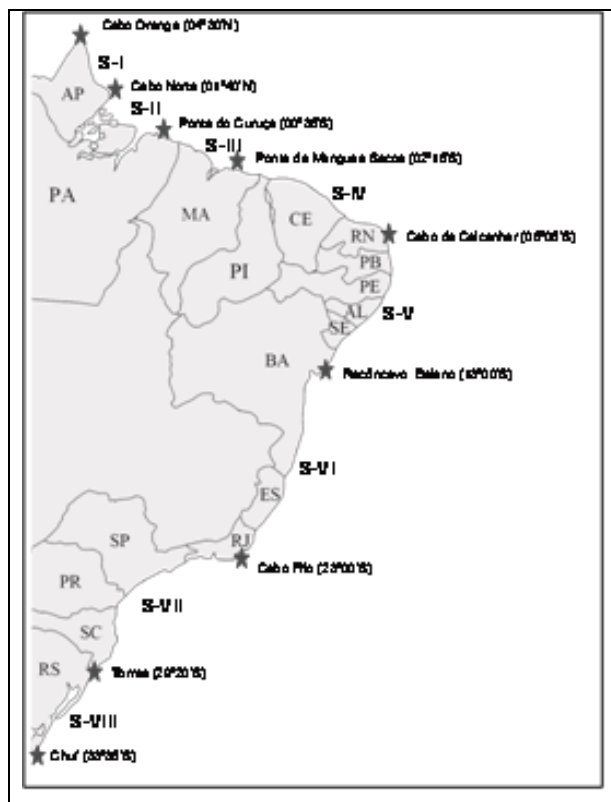 Cabo Orange (04°30'N)
S-I
AP
Cabo Norte (01°40'N)
S-II
Ponta do Curuçá (00°36'S)
S-III
Ponta de Mangues Secos (02°15'S)
PA
MA
S-IV
CE
RN
Cabo de Calcanhar (05°08'S)
PI
PB
PE
AL
S-V
SE
BA
Recôncavo Baiano (13°00'S)
S-VI
ES
SP
RJ
Cabo Frio (23°00'S)
PR
S-VII
SC
RS
Torres (29°20'S)
S-VIII
Chuí (33°35'S)